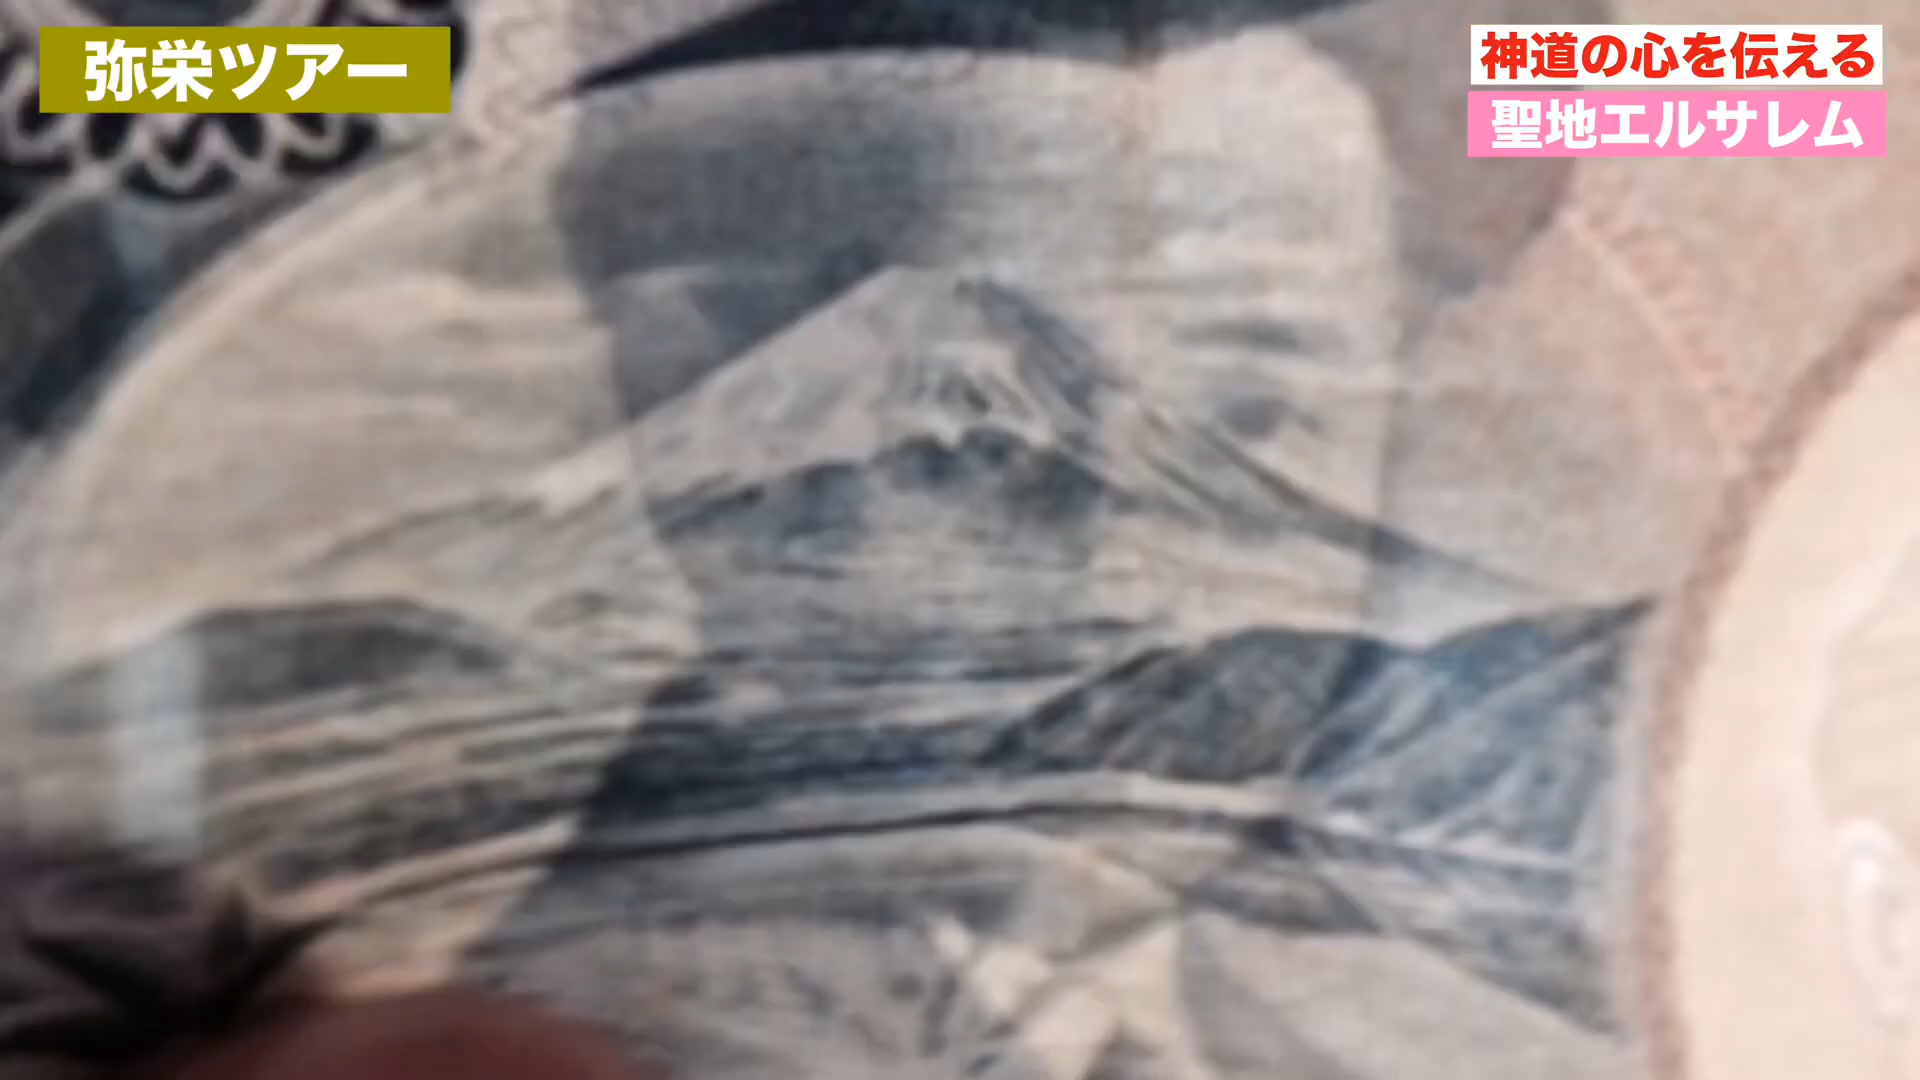 弥栄ツアー
神道の心を伝える
聖地エルサレム